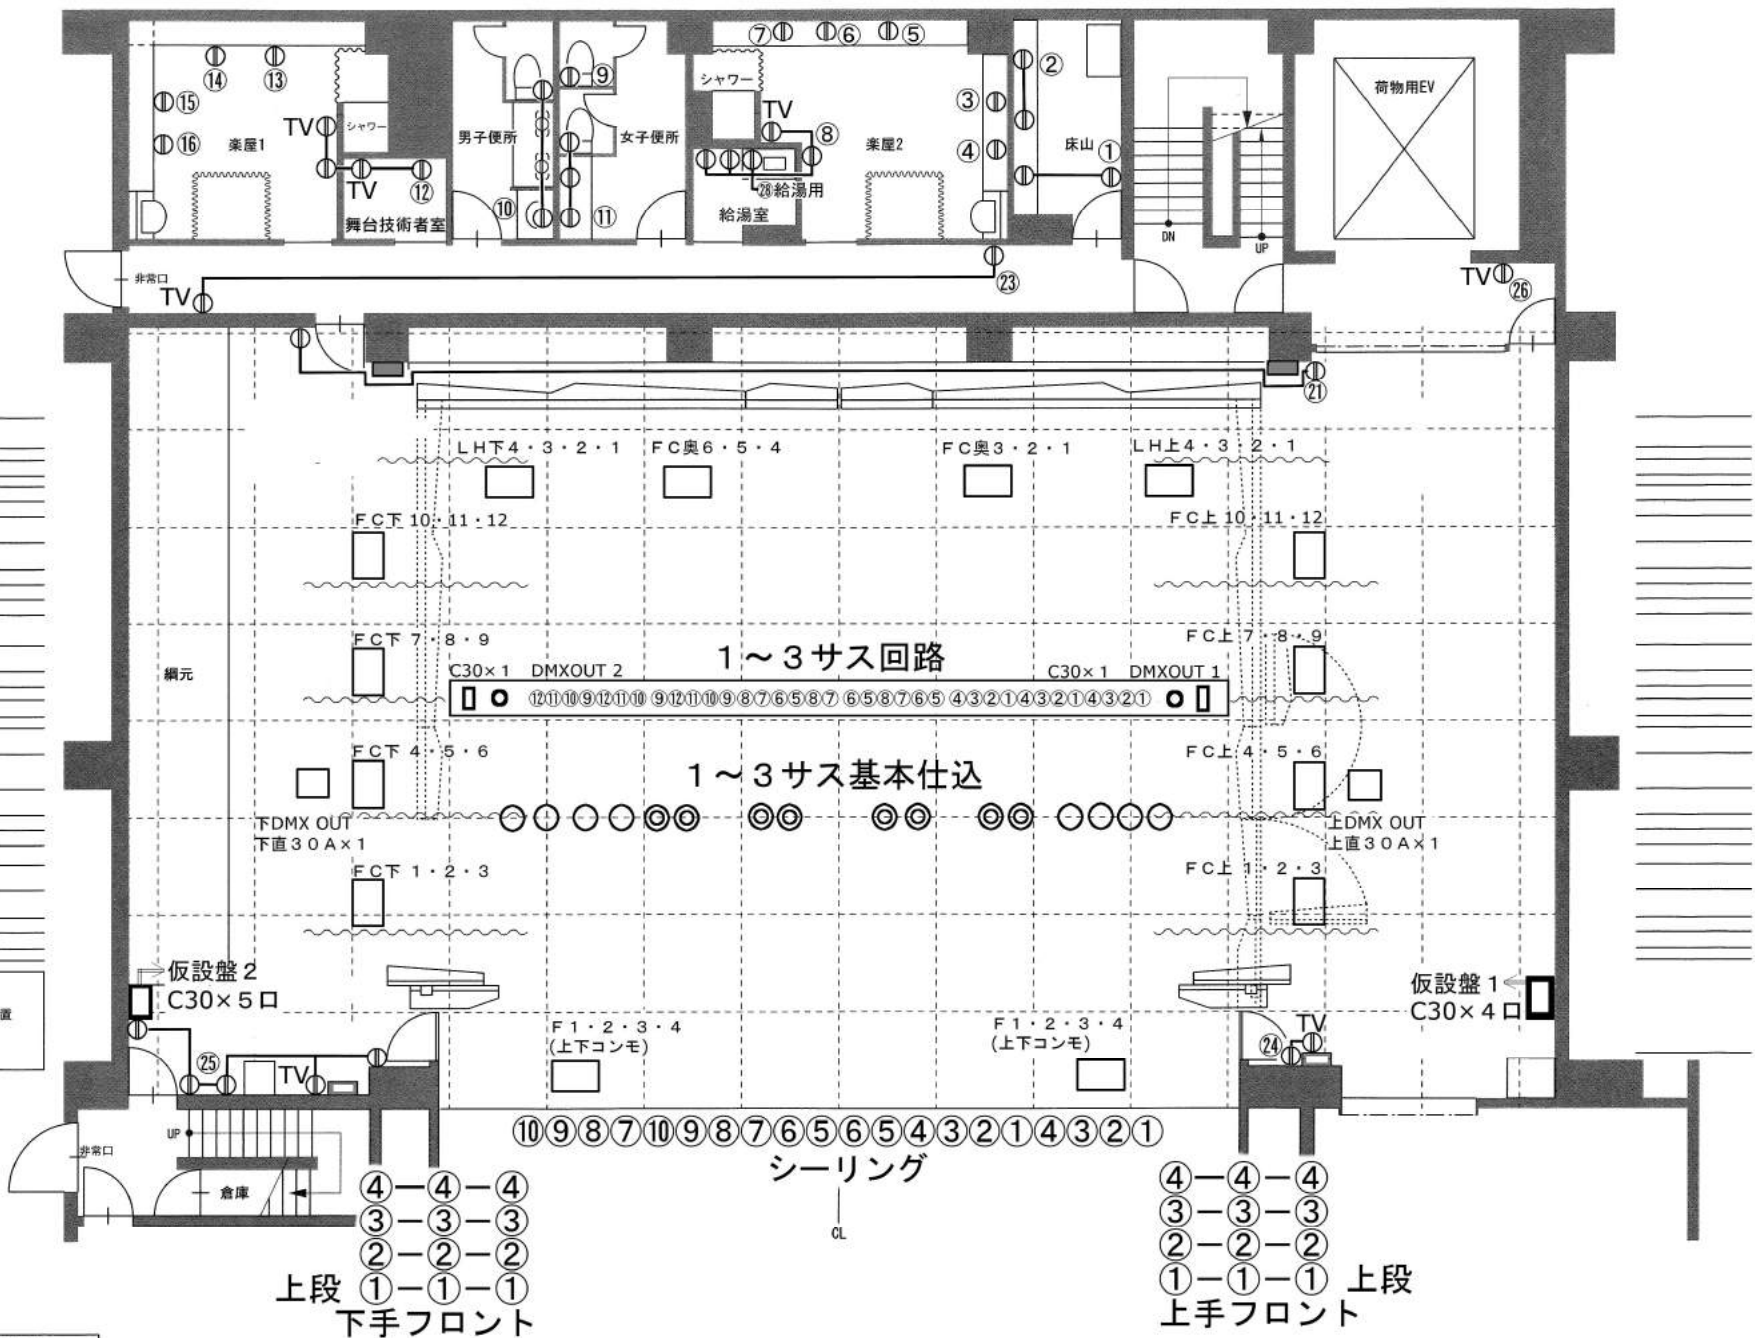 ⑦ ⑥ ⑤
⑭ ⑬ ⑨ ②
シャワー
荷物用EV
⑮ ③
TV シャワー TV ⑧
男子便所 女子便所
⑯ 楽屋1 楽屋2 ④ 床山 ①
TV ⑫ ㉘給湯用
舞台技術者室 ⑩ ⑪ 給湯室
DN UP
非常口
TV ㉓ TV ㉖
㉑
LH下4・3・2・1 FC奥6・5・4 FC奥3・2・1 LH上4・3・2・1
FC下 10・11・12 FC上 10・11・12
FC下 7・8・9 FC上 7・8・9
1～3サス回路
綱元
C30×1 DMXOUT 2 C30×1 DMXOUT 1
⑫⑪⑩⑨⑫⑪⑩ ⑨⑫⑪⑩⑨⑧⑦⑥⑤⑧⑦ ⑥⑤⑧⑦⑥⑤ ④③②①④③②①④③②①
FC下 4・5・6 FC上 4・5・6
1～3サス基本仕込
下DMX OUT 上DMX OUT
下直30A×1 上直30A×1
FC下 1・2・3 FC上 1・2・3
仮設盤2 仮設盤1
C30×5口 C30×4口
置
F1・2・3・4 F1・2・3・4
(上下コンモ) (上下コンモ)
TV
㉕ TV ㉔
UP
⑩⑨⑧⑦⑩⑨⑧⑦⑥⑤⑥⑤④③②①④③②①
非常口
シーリング
倉庫
④－④－④ ④－④－④
③－③－③ ③－③－③
CL
②－②－② ②－②－②
上段 ①－①－① ①－①－① 上段
下手フロント 上手フロント